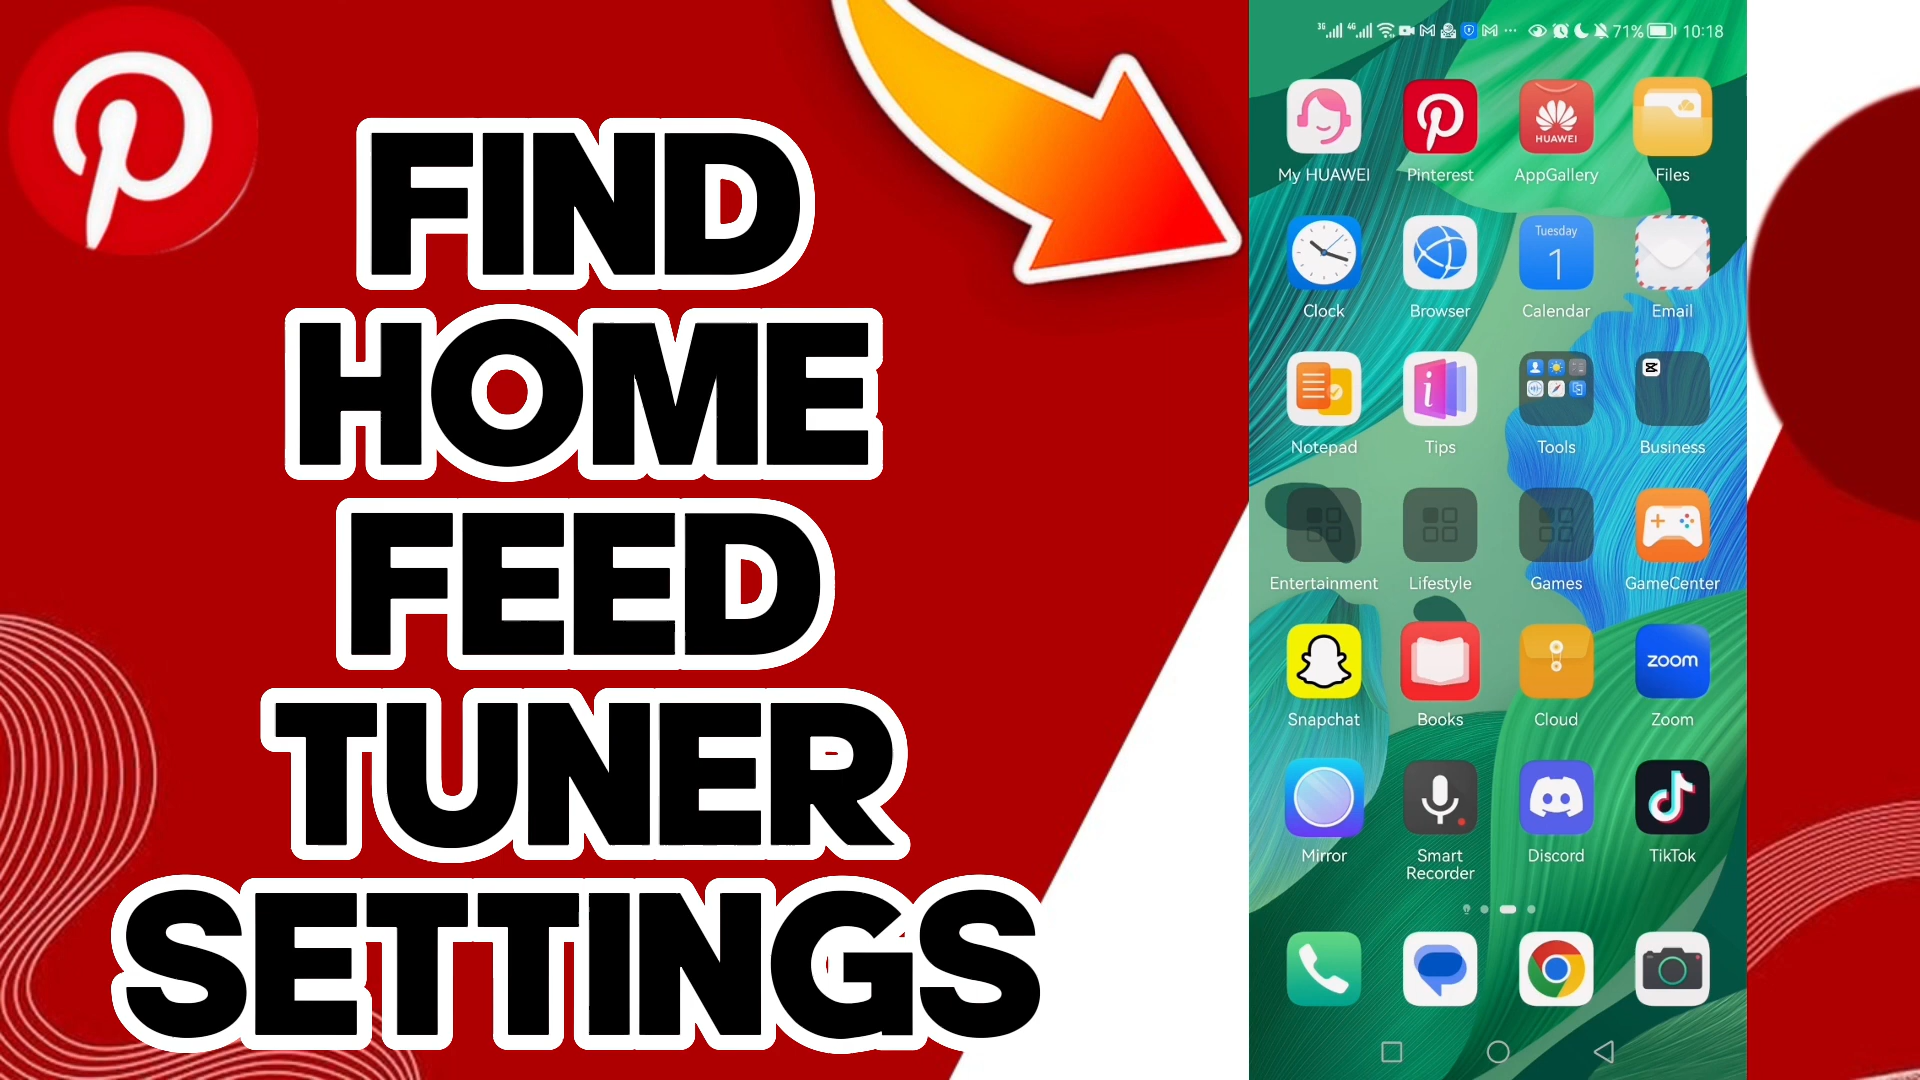 FIND
HOME
FEED
TUNER
SETTINGS
3G 4G 71% 10:18
My HUAWEI
Pinterest
HUAWEI
AppGallery
Files
Clock
Browser
Tuesday
1
Calendar
Email
Notepad
i
Tips
Tools
Business
Entertainment
Lifestyle
Games
GameCenter
Snapchat
Books
Cloud
zoom
Zoom
Mirror
Smart
Recorder
Discord
TikTok